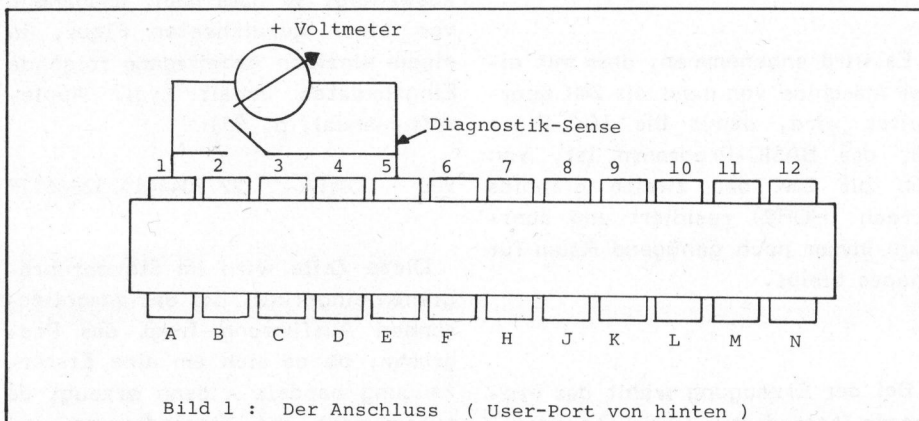 + Voltmeter
Diagnostik-Sense
1 2 3 4 5 6 7 8 9 10 11 12
A B C D E F H J K L M N
Bild 1 : Der Anschluss ( User-Port von hinten )